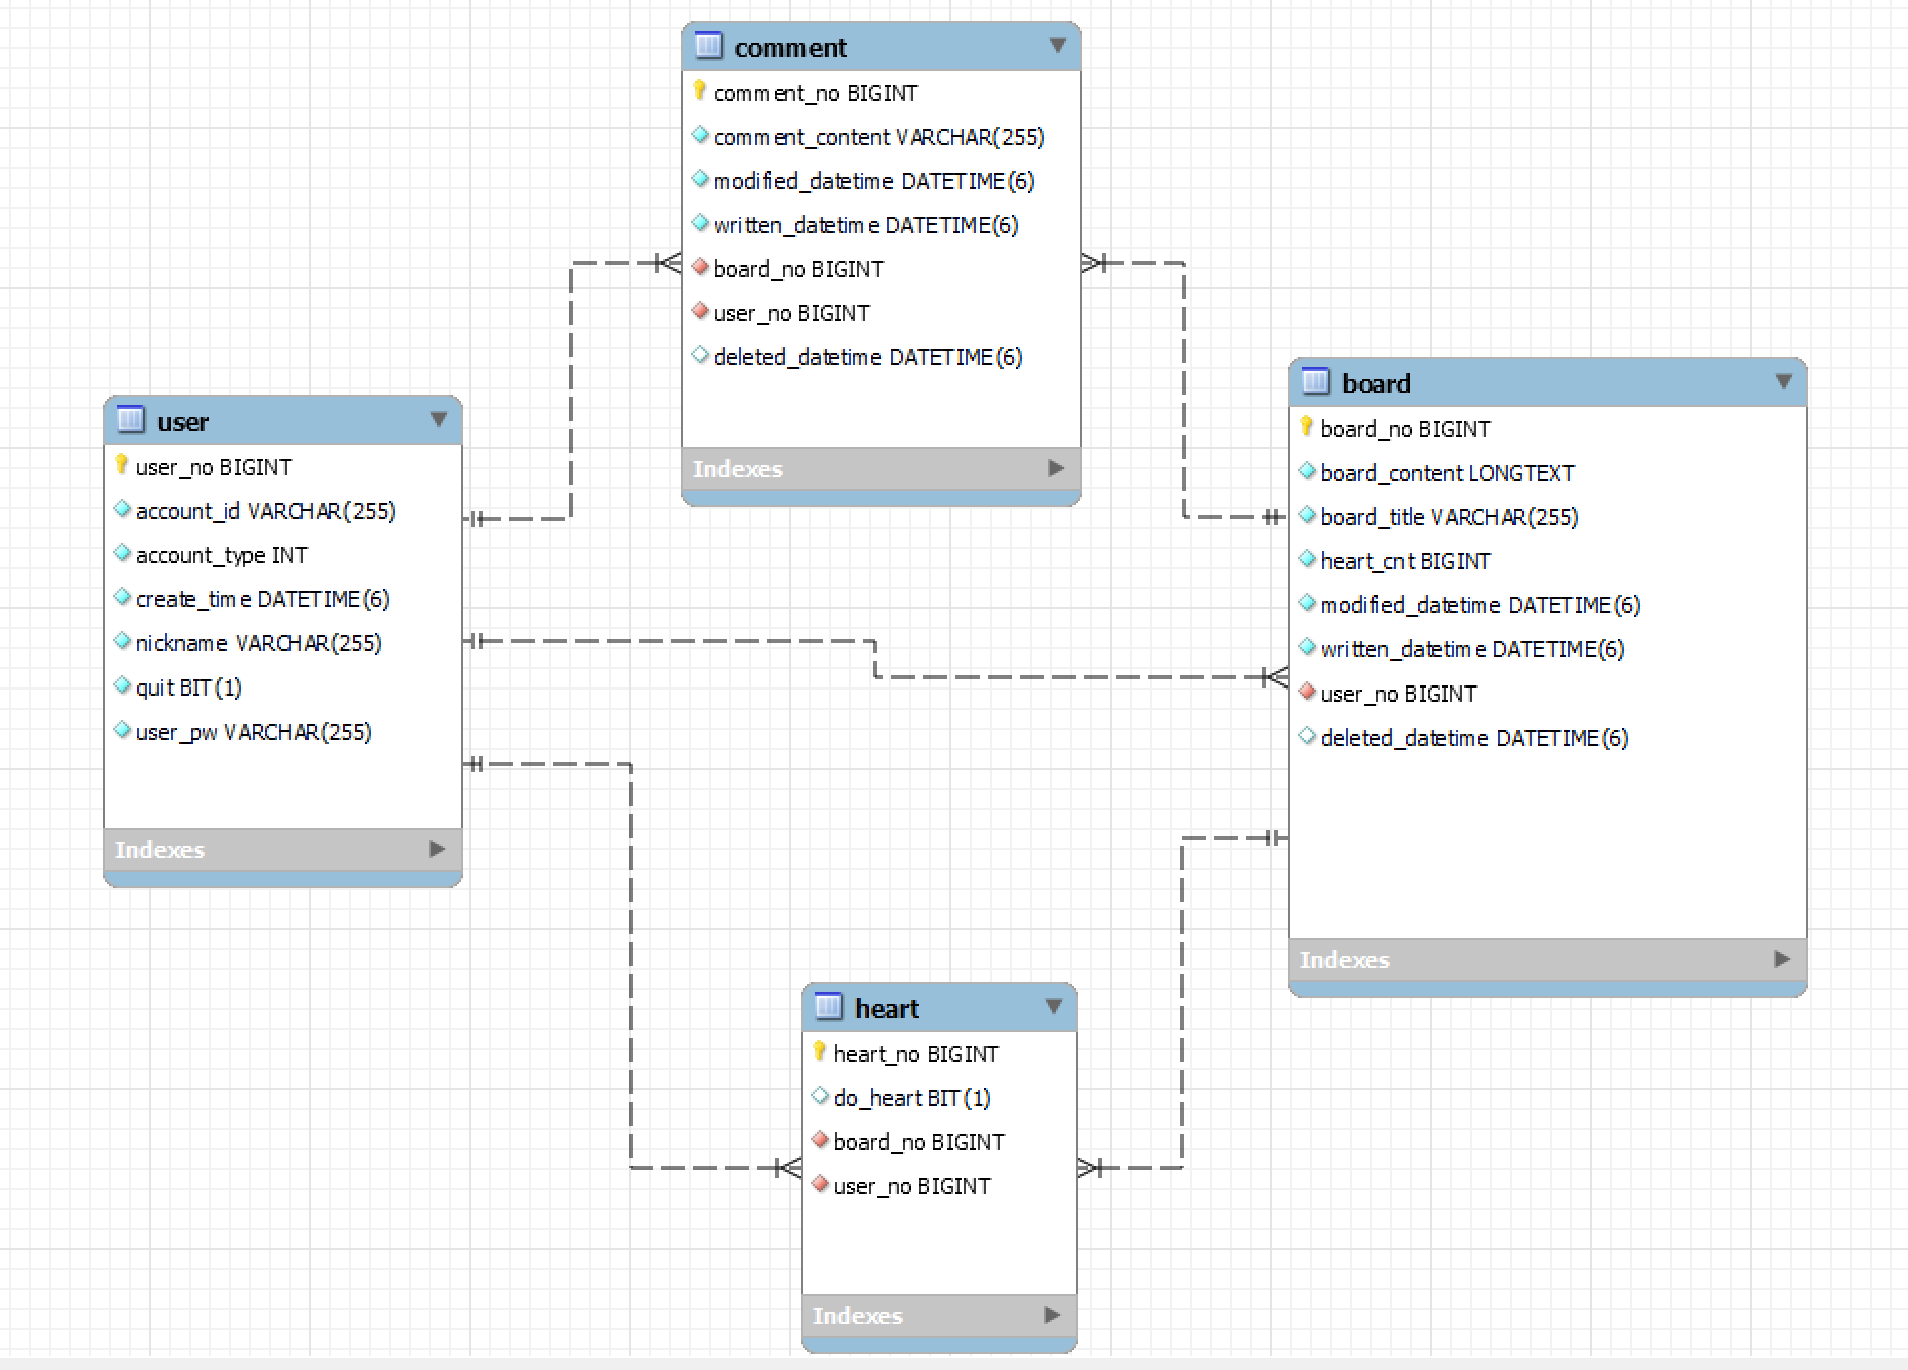 comment
comment_no BIGINT
comment_content VARCHAR(255)
modified_datetime DATETIME(6)
written_datetime DATETIME(6)
board_no BIGINT
user_no BIGINT
deleted_datetime DATETIME(6)
Indexes
user
user_no BIGINT
account_id VARCHAR(255)
account_type INT
create_time DATETIME(6)
nickname VARCHAR(255)
quit BIT(1)
user_pw VARCHAR(255)
Indexes
board
board_no BIGINT
board_content LONGTEXT
board_title VARCHAR(255)
heart_cnt BIGINT
modified_datetime DATETIME(6)
written_datetime DATETIME(6)
user_no BIGINT
deleted_datetime DATETIME(6)
Indexes
heart
heart_no BIGINT
do_heart BIT(1)
board_no BIGINT
user_no BIGINT
Indexes